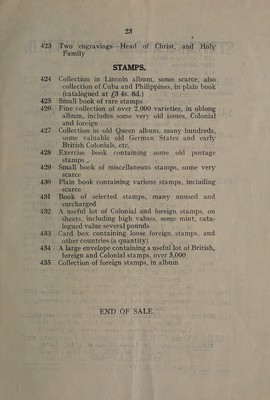 23
423 Two engravings—Head of Christ, and Holy
Family
STAMPS.
424 Collection in Lincoln album, some scarce, also
collection of Cuba and Philippines, in plain book
(catalogued at £3 4s. 8d.)
425 Small book of rare stamps
426 Fine collection of over 2,000 varieties, in oblong
album, includes some very old issues, Colonial
and foreign
427 Collection in old Queen album, many hundreds,
some valuable old German States and early
British Colonials, etc.
428 Exercise book containing some old postage
stamps
429 Small book of miscellaneous stamps, some very
scarce
430 Plain book containing various stamps, including
scarce
431 Book of selected stamps, many unused and
surcharged
432 A useful lot of Colonial and foreign stamps, on
sheets, including high values, some mint, cata-
logued value several pounds
433 Card box containing loose foreign stamps, and
other countries (a quantity)
434 A large envelope containing a useful lot of British,
foreign and Colonial stamps, over 5,000
435 Collection of foreign stamps, in album
END OF SALE.